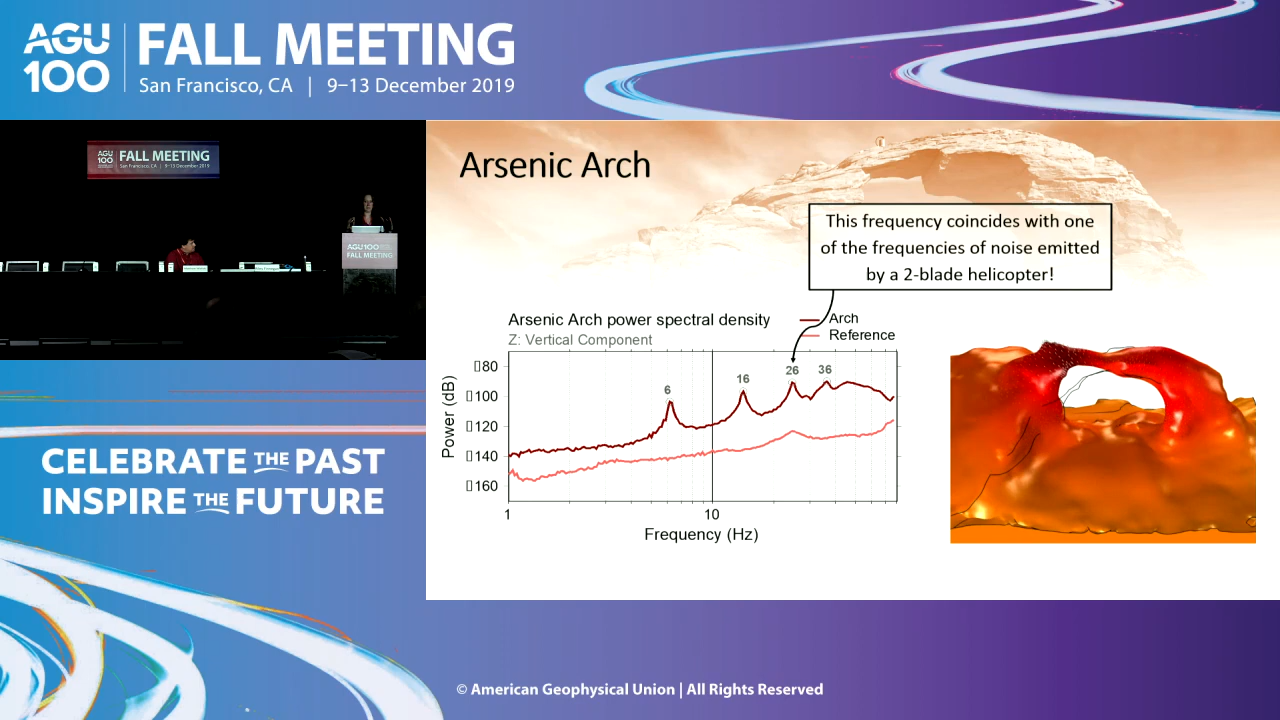 AGU
100
FALL MEETING
San Francisco, CA | 9–13 December 2019
AGU
100
FALL MEETING
San Francisco, CA | 9-13 December 2019
AGU100
FALL MEETING
CELEBRATE THE PAST
INSPIRE THE FUTURE
Arsenic Arch
This frequency coincides with one
of the frequencies of noise emitted
by a 2-blade helicopter!
Arsenic Arch power spectral density
Z: Vertical Component
Arch
Reference
Power (dB)
▯80
▯100
▯120
▯140
▯160
6
16
26
36
1
10
Frequency (Hz)
© American Geophysical Union | All Rights Reserved